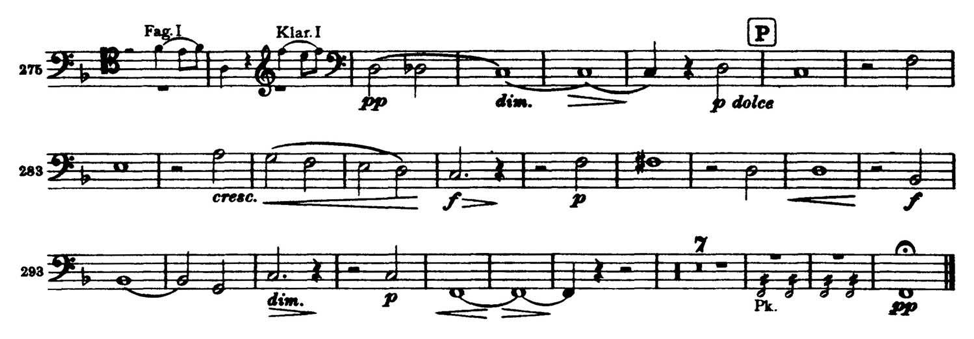 Fag. I Klar. I P
275
pp dim. p dolce
283
cresc. f p f
7
293
dim. p Pk. pp